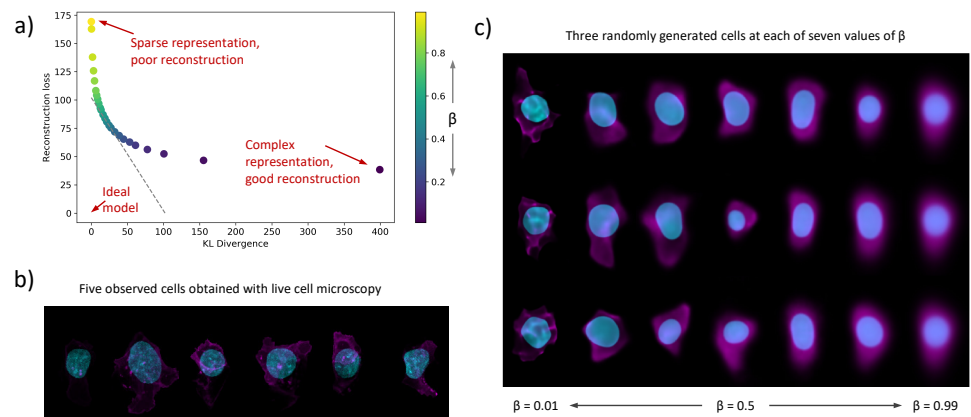 a)
Reconstruction loss
175
150
125
100
75
50
25
0
0
50
100
150
200
250
300
350
400
KL Divergence
Sparse representation,
poor reconstruction
Complex
representation,
good reconstruction
Ideal
model
0.8
0.6
0.4
0.2
β
b)
Five observed cells obtained with live cell microscopy
c)
Three randomly generated cells at each of seven values of β
β = 0.01
β = 0.5
β = 0.99